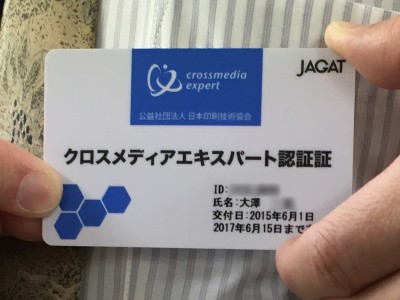 crossmedia
expert
JAGAT
公益社団法人 日本印刷技術協会
クロスメディアエキスパート認証証
ID:
氏名:大澤
交付日:2015年6月1日
2017年6月15日まで